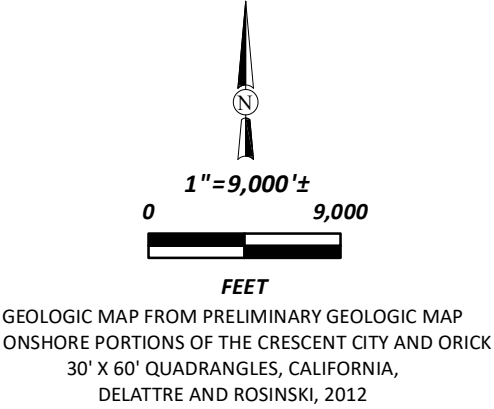 N
1"=9,000'±
0 9,000
FEET
GEOLOGIC MAP FROM PRELIMINARY GEOLOGIC MAP
ONSHORE PORTIONS OF THE CRESCENT CITY AND ORICK
30' X 60' QUADRANGLES, CALIFORNIA,
DELATTRE AND ROSINSKI, 2012